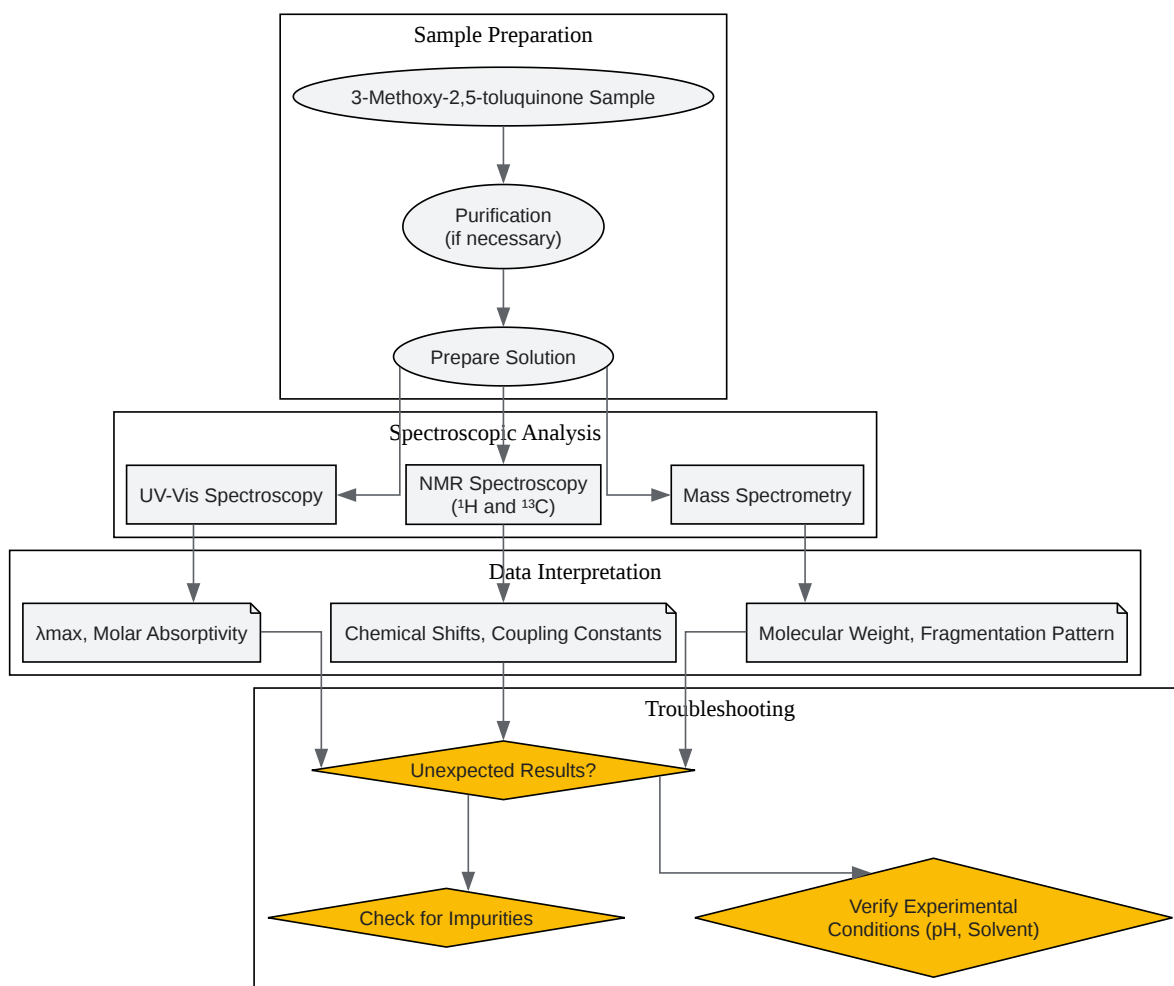 Sample Preparation
3-Methoxy-2,5-toluquinone Sample
Purification
(if necessary)
Prepare Solution
Spectroscopic Analysis
UV-Vis Spectroscopy
NMR Spectroscopy
(¹H and ¹³C)
Mass Spectrometry
Data Interpretation
λmax, Molar Absorptivity
Chemical Shifts, Coupling Constants
Molecular Weight, Fragmentation Pattern
Troubleshooting
Unexpected Results?
Check for Impurities
Verify Experimental
Conditions (pH, Solvent)